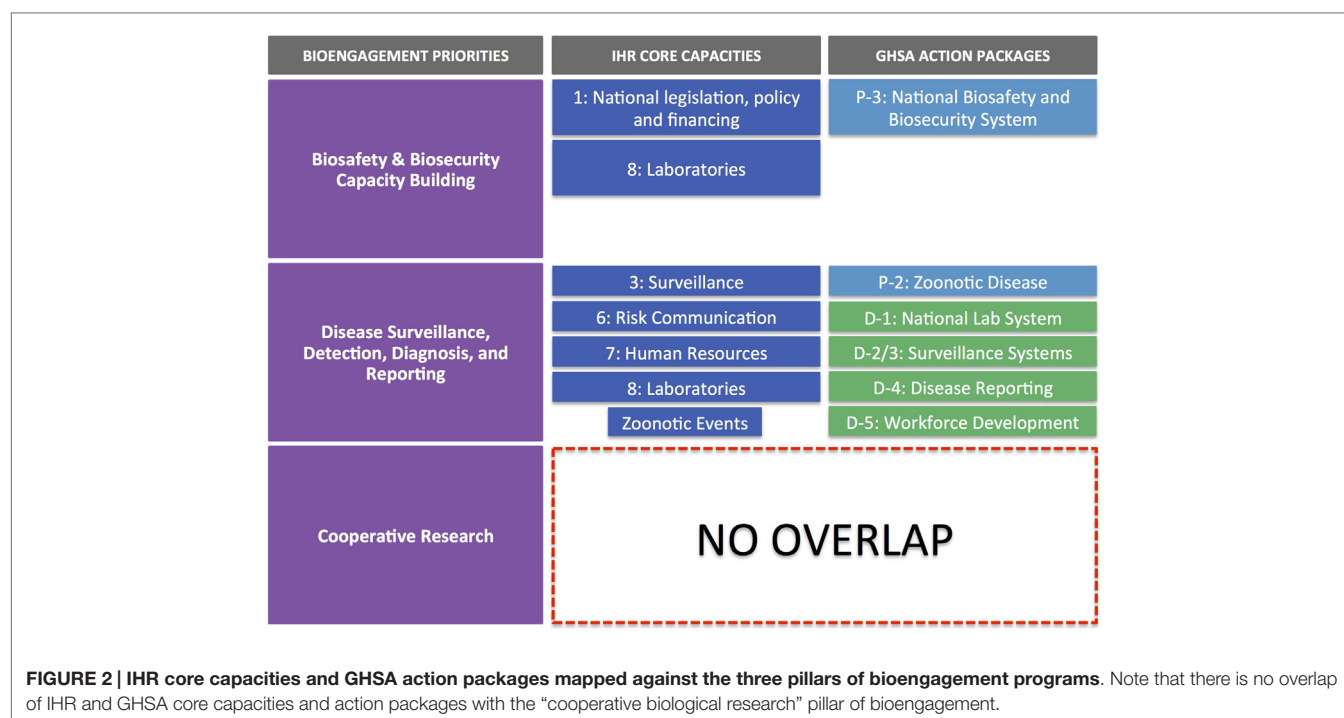 BIOENGAGEMENT PRIORITIES
IHR CORE CAPACITIES
GHSA ACTION PACKAGES
Biosafety & Biosecurity
Capacity Building
1: National legislation, policy
and financing
8: Laboratories
P-3: National Biosafety and
Biosecurity System
Disease Surveillance,
Detection, Diagnosis, and
Reporting
3: Surveillance
6: Risk Communication
7: Human Resources
8: Laboratories
Zoonotic Events
P-2: Zoonotic Disease
D-1: National Lab System
D-2/3: Surveillance Systems
D-4: Disease Reporting
D-5: Workforce Development
Cooperative Research
NO OVERLAP
FIGURE 2 | IHR core capacities and GHSA action packages mapped against the three pillars of bioengagement programs. Note that there is no overlap
of IHR and GHSA core capacities and action packages with the “cooperative biological research” pillar of bioengagement.